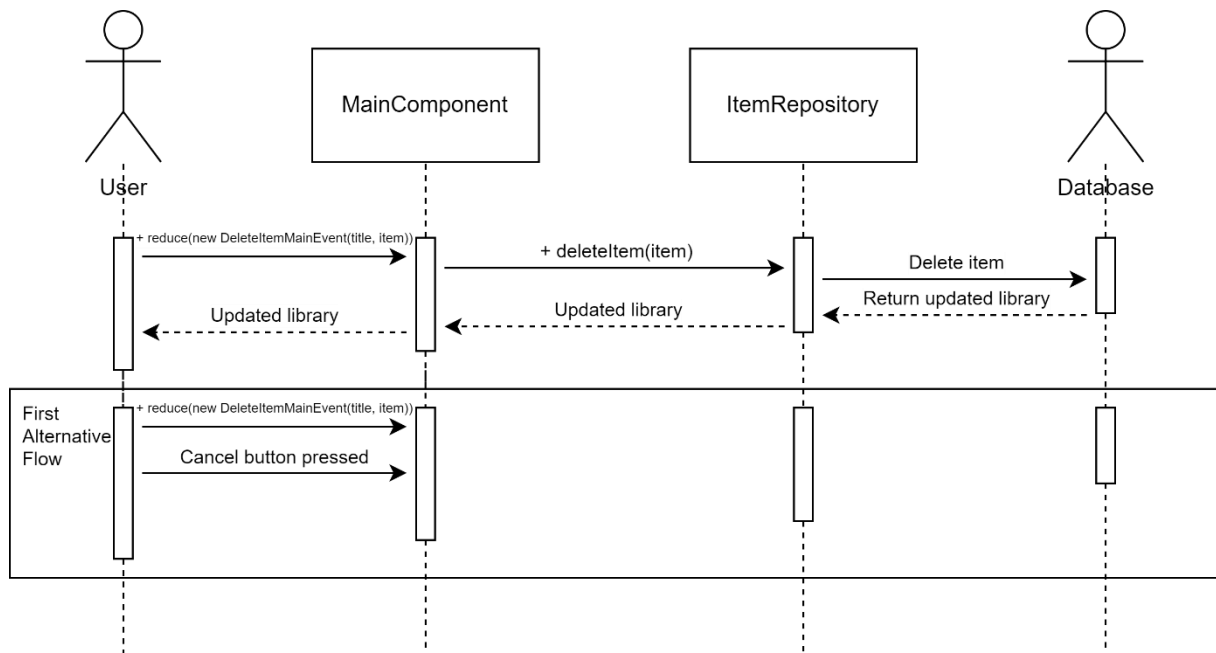 MainComponent
ItemRepository
User
Database
+ reduce(new DeleteItemMainEvent(title, item))
+ deleteItem(item)
Delete item
Return updated library
Updated library
Updated library
First
Alternative
Flow
+ reduce(new DeleteItemMainEvent(title, item))
Cancel button pressed